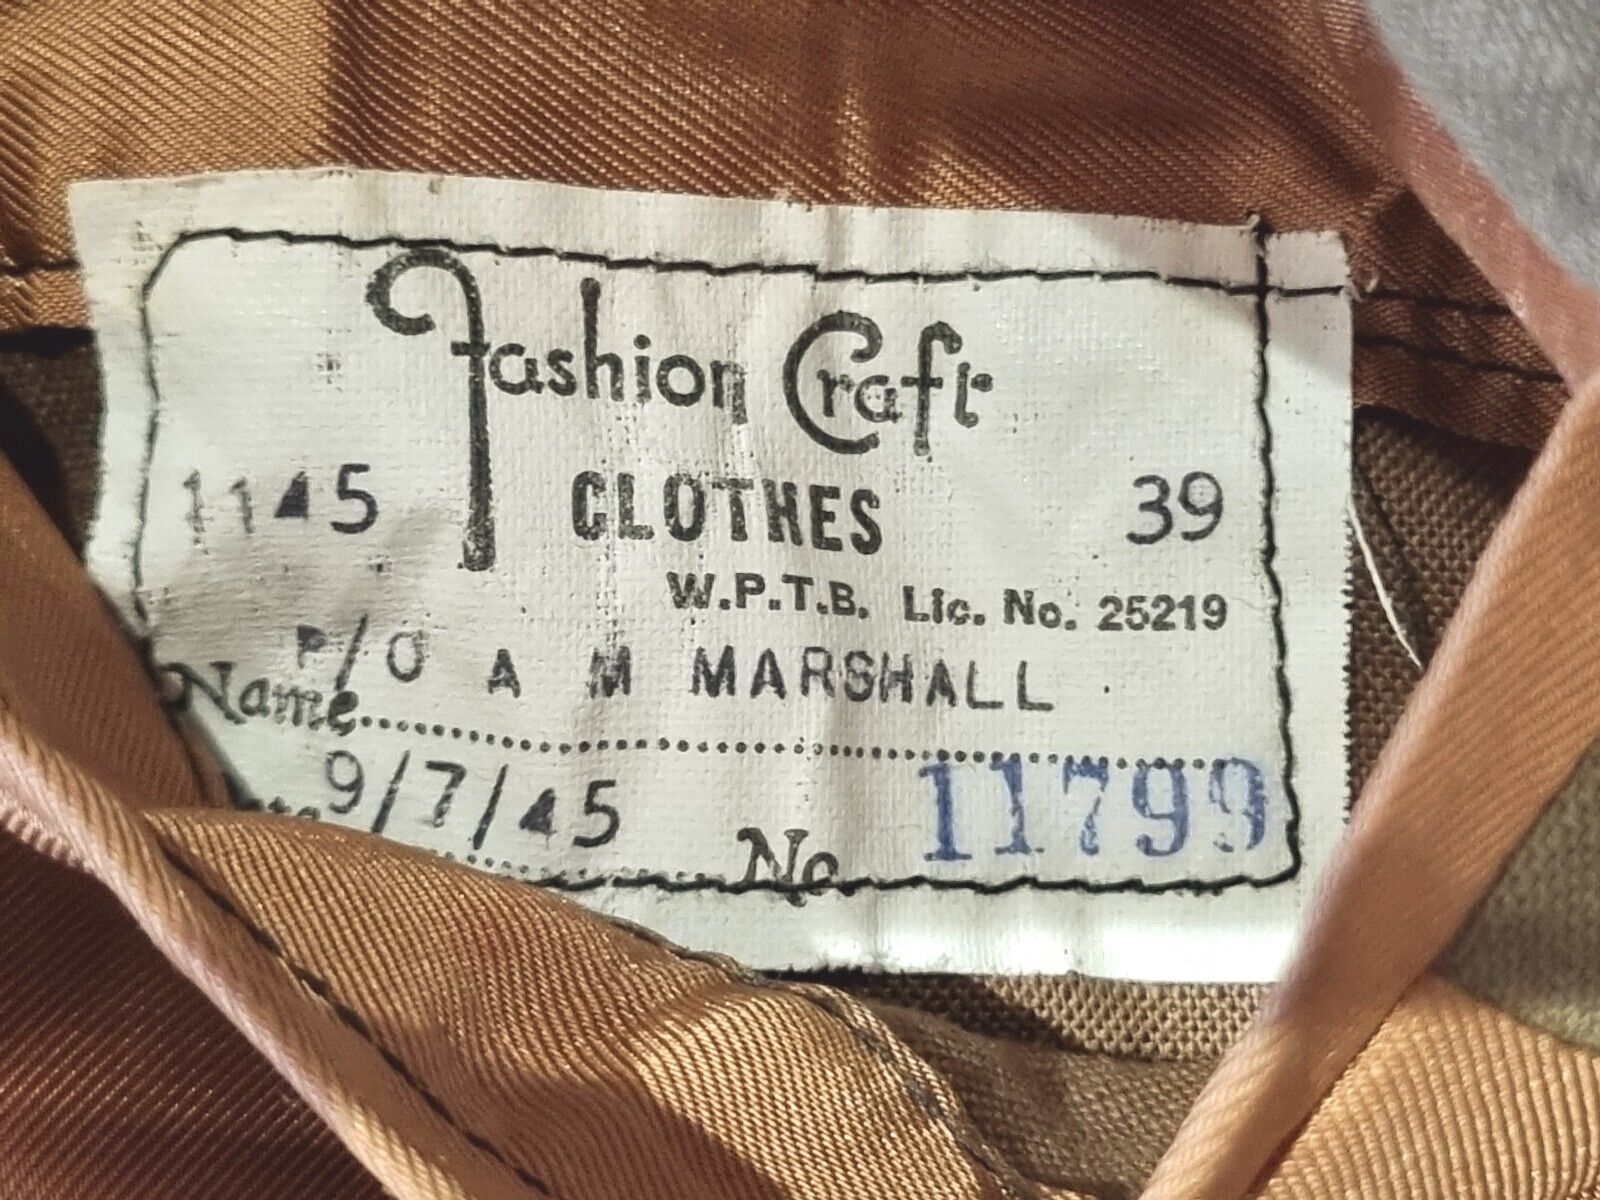 Fashion Craft
1145 CLOTHES 39
W.P.T.B. Lic. No. 25219
P/O A M MARSHALL
Name
9/7/45 No. 11799